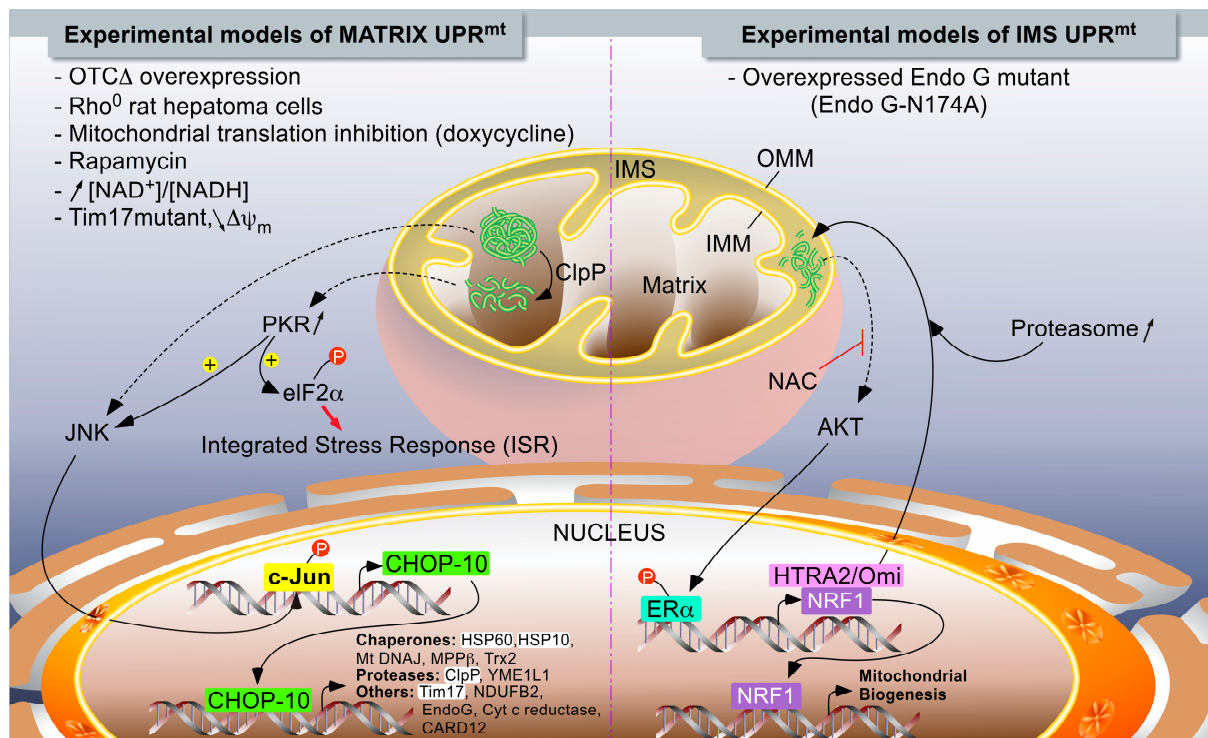 Experimental models of MATRIX UPRmt
- OTCΔ overexpression
- Rho0 rat hepatoma cells
- Mitochondrial translation inhibition (doxycycline)
- Rapamycin
- ↗[NAD+]/[NADH]
- Tim17mutant,↘Δψm
Experimental models of IMS UPRmt
- Overexpressed Endo G mutant
(Endo G-N174A)
IMS
OMM
IMM
ClpP
Matrix
PKR↗
+
+
P
eIF2α
JNK
Integrated Stress Response (ISR)
Proteasome↗
NAC
AKT
NUCLEUS
P
c-Jun
CHOP-10
Chaperones: HSP60,HSP10,
Mt DNAJ, MPPβ, Trx2
Proteases: ClpP, YME1L1
Others: Tim17, NDUFB2,
EndoG, Cyt c reductase,
CARD12
CHOP-10
P
ERα
HTRA2/Omi
NRF1
NRF1
Mitochondrial
Biogenesis